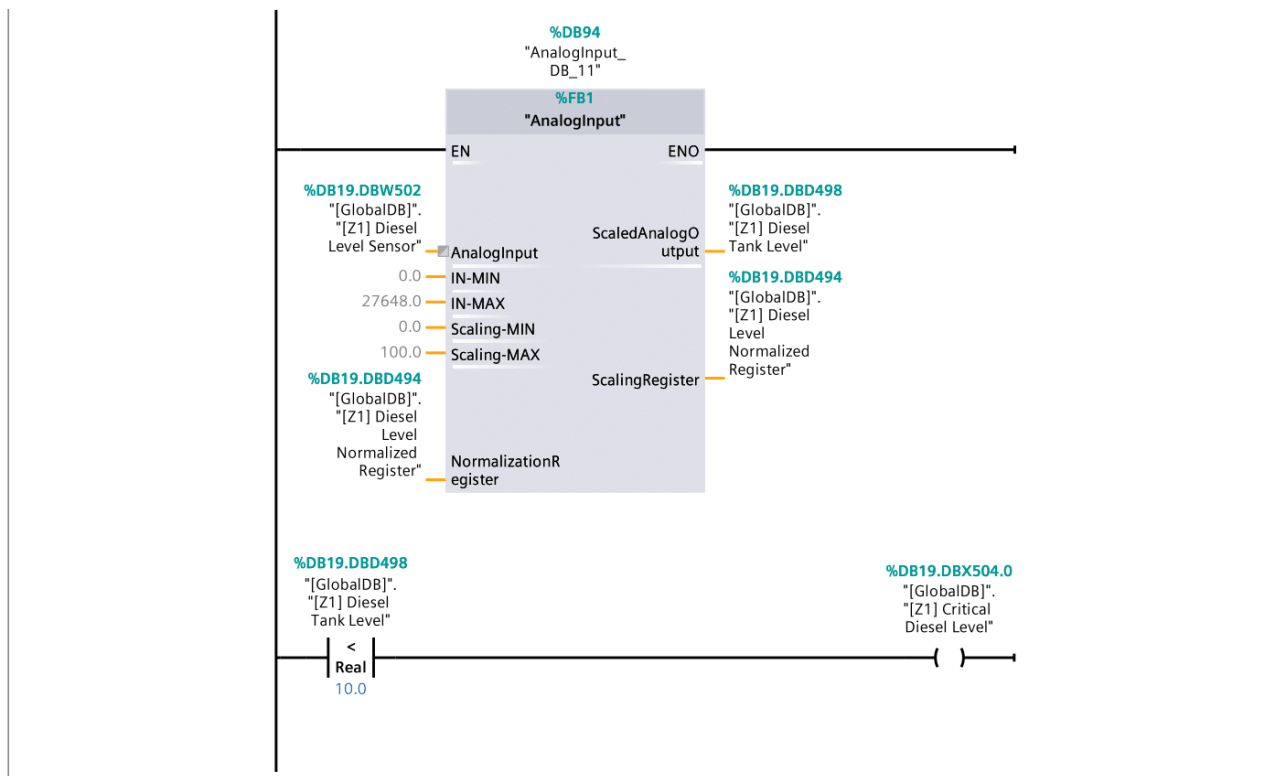 %DB94
"AnalogInput_
DB_11"
%FB1
"AnalogInput"
EN
ENO
%DB19.DBW502
"[GlobalDB]".
"[Z1] Diesel
Level Sensor"
AnalogInput
0.0
IN-MIN
27648.0
IN-MAX
0.0
Scaling-MIN
100.0
Scaling-MAX
%DB19.DBD494
"[GlobalDB]".
"[Z1] Diesel
Level
Normalized
Register"
NormalizationR
egister
ScaledAnalogO
utput
%DB19.DBD498
"[GlobalDB]".
"[Z1] Diesel
Tank Level"
ScalingRegister
%DB19.DBD494
"[GlobalDB]".
"[Z1] Diesel
Level
Normalized
Register"
%DB19.DBD498
"[GlobalDB]".
"[Z1] Diesel
Tank Level"
<
Real
10.0
%DB19.DBX504.0
"[GlobalDB]".
"[Z1] Critical
Diesel Level"